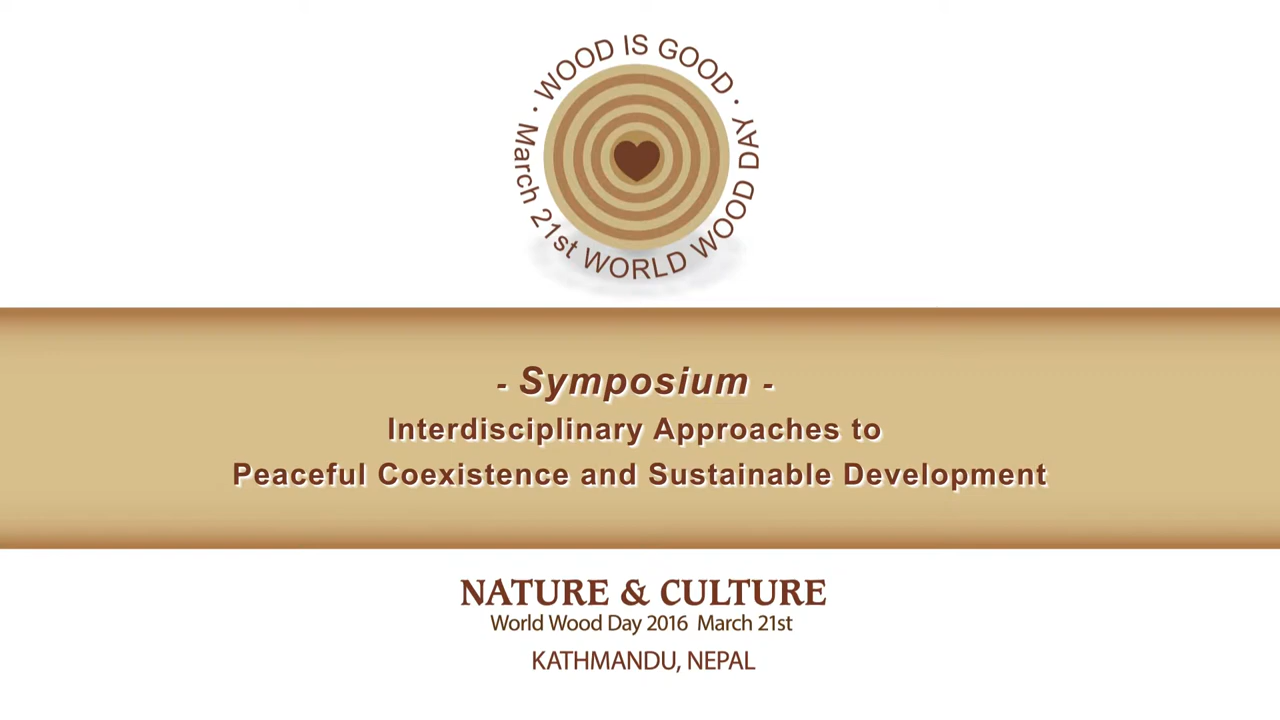 · WOOD IS GOOD ·
March 21st WORLD WOOD DAY
- Symposium -
Interdisciplinary Approaches to
Peaceful Coexistence and Sustainable Development
NATURE & CULTURE
World Wood Day 2016 March 21st
KATHMANDU, NEPAL